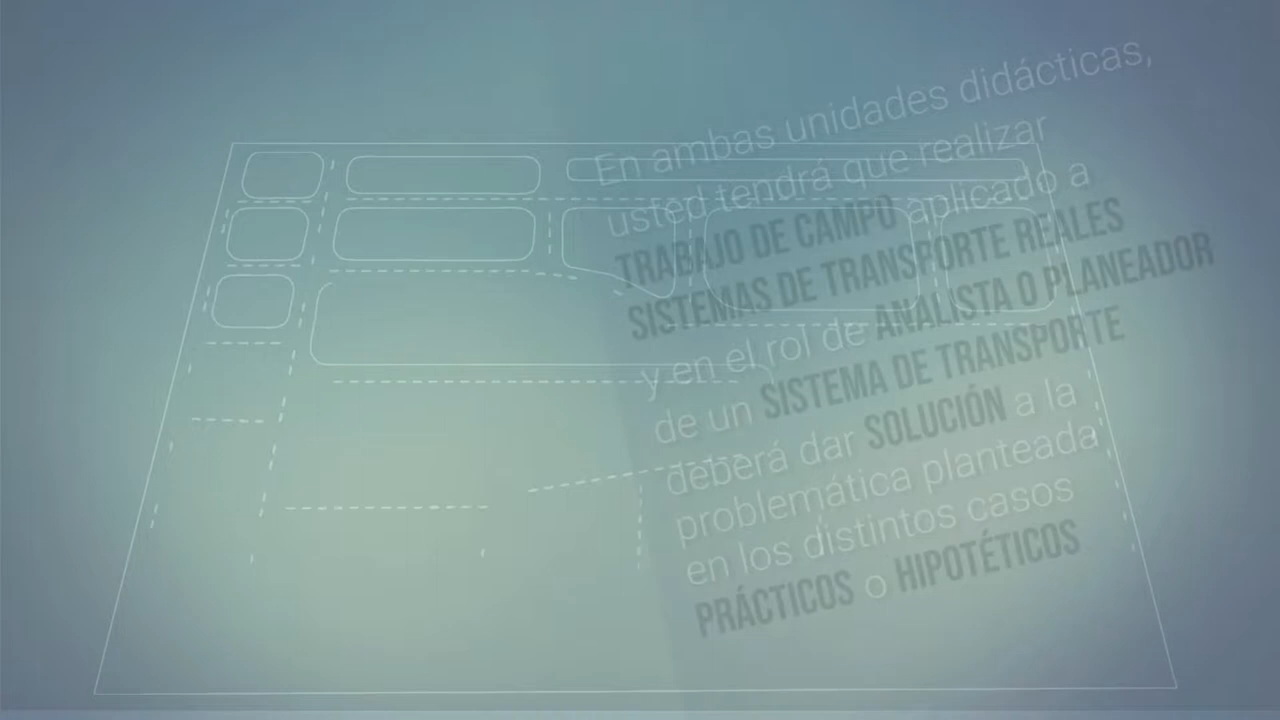 En ambas unidades didácticas,
usted tendrá que realizar
TRABAJO DE CAMPO aplicado a
SISTEMAS DE TRANSPORTE REALES
y en el rol de ANALISTA O PLANEADOR
de un SISTEMA DE TRANSPORTE
deberá dar SOLUCIÓN a la
problemática planteada
en los distintos casos
PRÁCTICOS o HIPOTÉTICOS